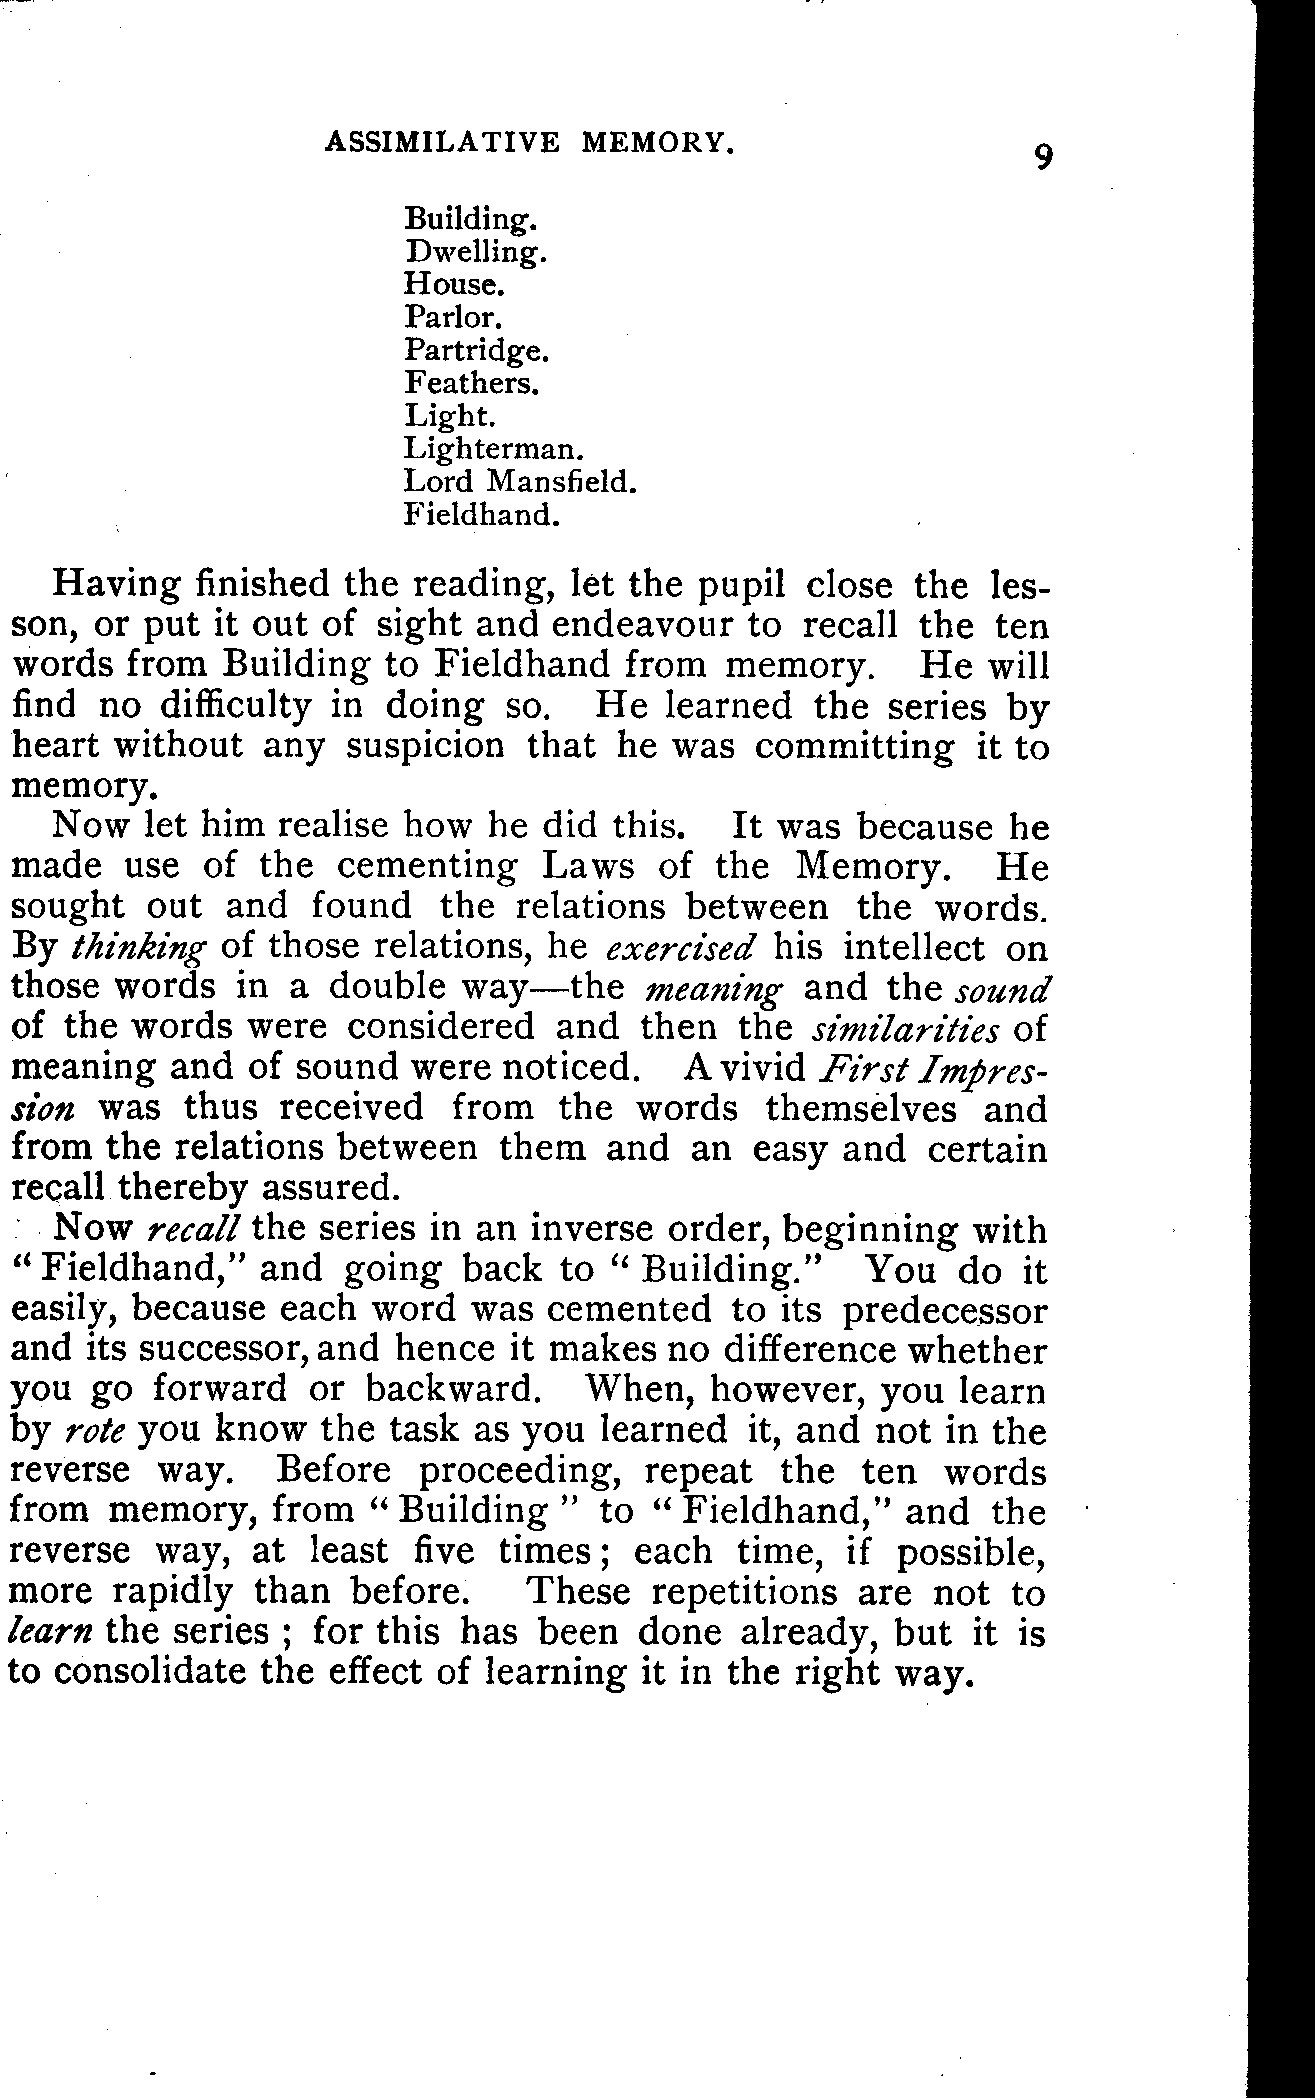 ASSIMILATIVE MEMORY. 9
Building.
Dwelling.
House.
Parlor.
Partridge.
Feathers.
Light.
Lighterman.
Lord Mansfield.
Fieldhand.
Having finished the reading, let the pupil close the les-
son, or put it out of sight and endeavour to recall the ten
words from Building to Fieldhand from memory. He will
find no difficulty in doing so. He learned the series by
heart without any suspicion that he was committing it to
memory.
Now let him realise how he did this. It was because he
made use of the cementing Laws of the Memory. He
sought out and found the relations between the words.
By thinking of those relations, he exercised his intellect on
those words in a double way—the meaning and the sound
of the words were considered and then the similarities of
meaning and of sound were noticed. A vivid First Impres-
sion was thus received from the words themselves and
from the relations between them and an easy and certain
recall thereby assured.
Now recall the series in an inverse order, beginning with
“ Fieldhand,” and going back to “ Building.” You do it
easily, because each word was cemented to its predecessor
and its successor, and hence it makes no difference whether
you go forward or backward. When, however, you learn
by rote you know the task as you learned it, and not in the
reverse way. Before proceeding, repeat the ten words
from memory, from “ Building ” to “ Fieldhand,” and the
reverse way, at least five times ; each time, if possible,
more rapidly than before. These repetitions are not to
learn the series ; for this has been done already, but it is
to consolidate the effect of learning it in the right way.